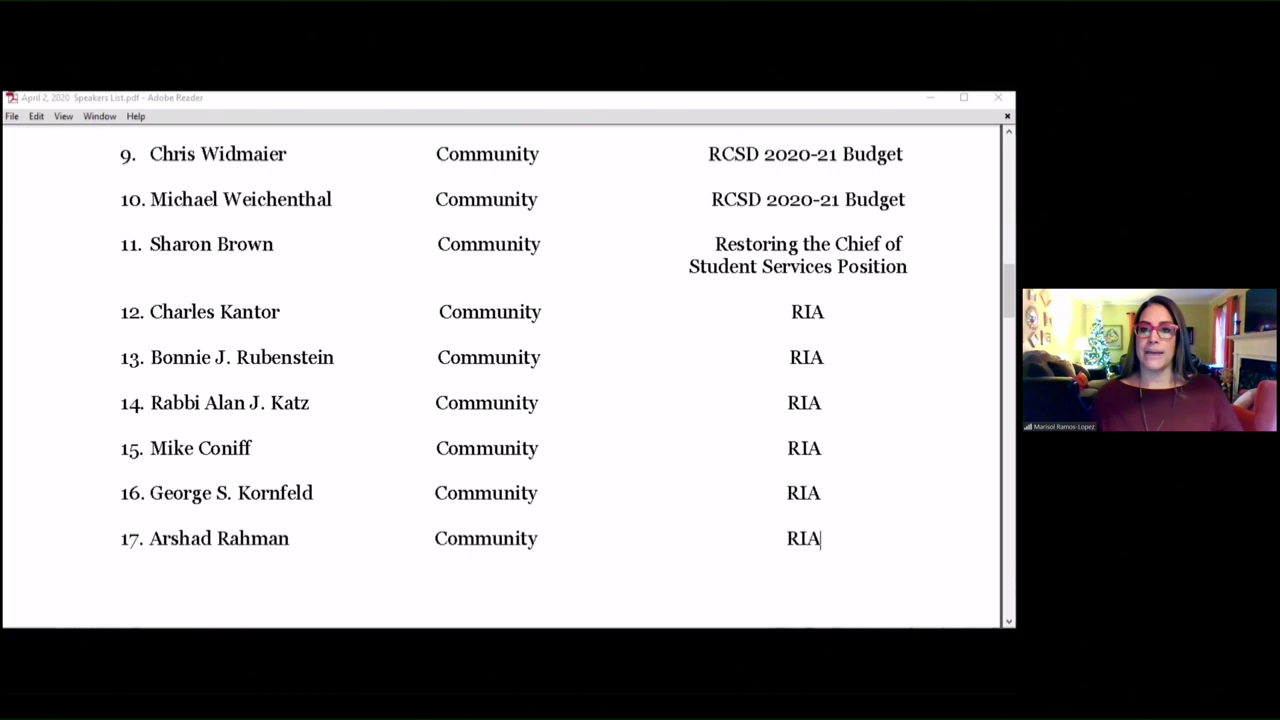 April 2, 2020 Speakers List.pdf - Adobe Reader
File Edit View Window Help
9. Chris Widmaier Community RCSD 2020-21 Budget
10. Michael Weichenthal Community RCSD 2020-21 Budget
11. Sharon Brown Community Restoring the Chief of
Student Services Position
12. Charles Kantor Community RIA
13. Bonnie J. Rubenstein Community RIA
14. Rabbi Alan J. Katz Community RIA
15. Mike Coniff Community RIA
16. George S. Kornfeld Community RIA
17. Arshad Rahman Community RIA
Marisol Ramos-Lopez